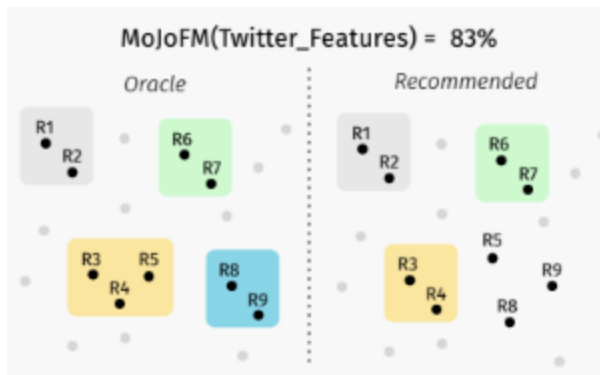 MoJoFM(Twitter_Features) = 83%
Oracle
R1
R2
R6
R7
R3
R5
R4
R8
R9
Recommended
R1
R2
R6
R7
R5
R3
R4
R9
R8